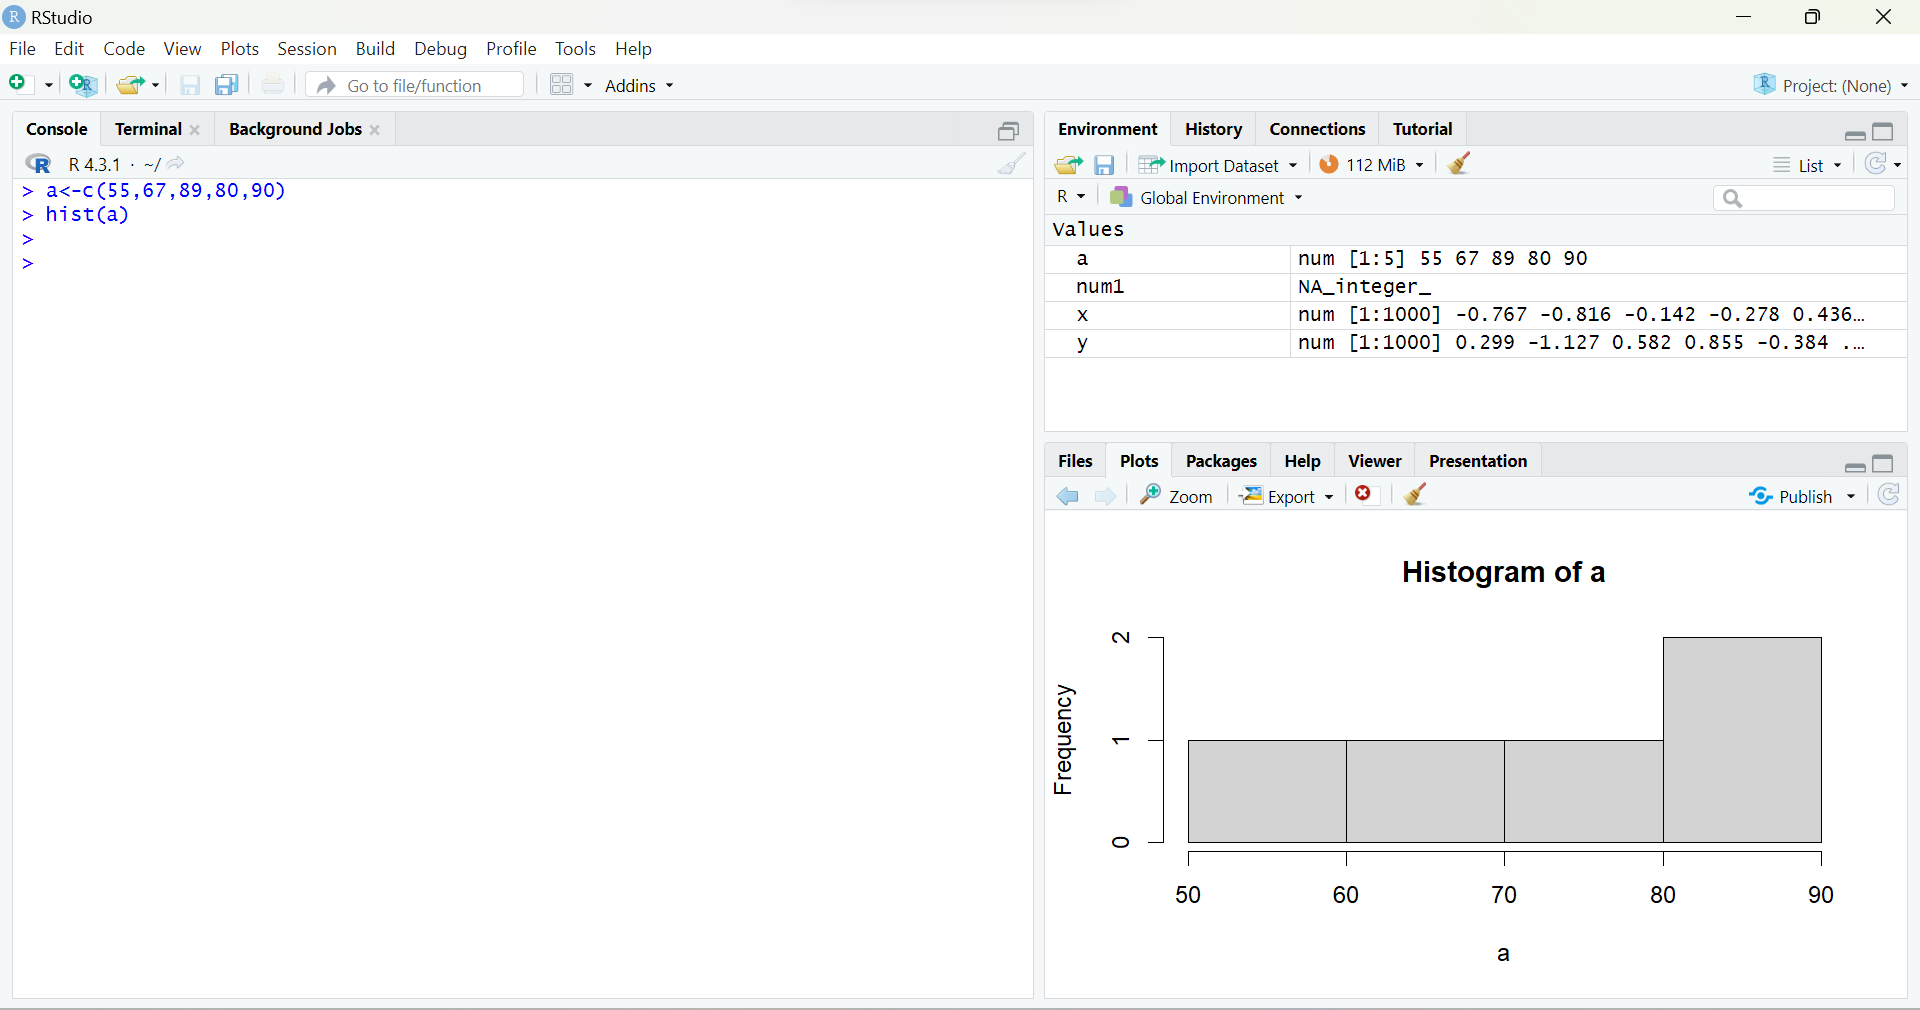 RStudio
File Edit Code View Plots Session Build Debug Profile Tools Help
Go to file/function Addins Project: (None)
Console Terminal Background Jobs
R 4.3.1 · ~/
> a<-c(55,67,89,80,90)
> hist(a)
>
>
Environment History Connections Tutorial
Import Dataset 112 MiB List
R Global Environment
Values
a num [1:5] 55 67 89 80 90
num1 NA_integer_
x num [1:1000] -0.767 -0.816 -0.142 -0.278 0.436…
y num [1:1000] 0.299 -1.127 0.582 0.855 -0.384 .…
Files Plots Packages Help Viewer Presentation
Zoom Export Publish
Histogram of a
Frequency
2
1
0
50 60 70 80 90
a